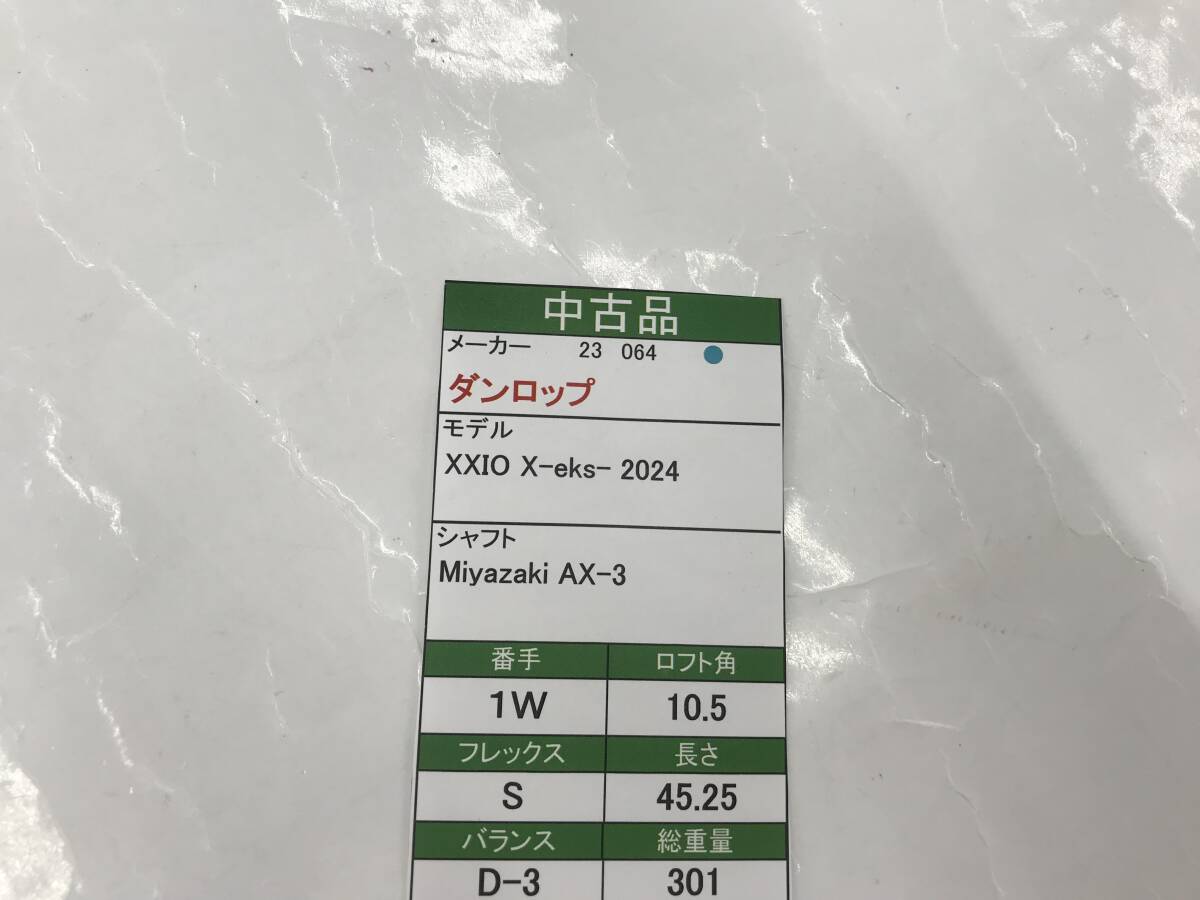 中古品
メーカー 23 064
ダンロップ
モデル
XXIO X-eks- 2024
シャフト
Miyazaki AX-3
番手 ロフト角
1W 10.5
フレックス 長さ
S 45.25
バランス 総重量
D-3 301